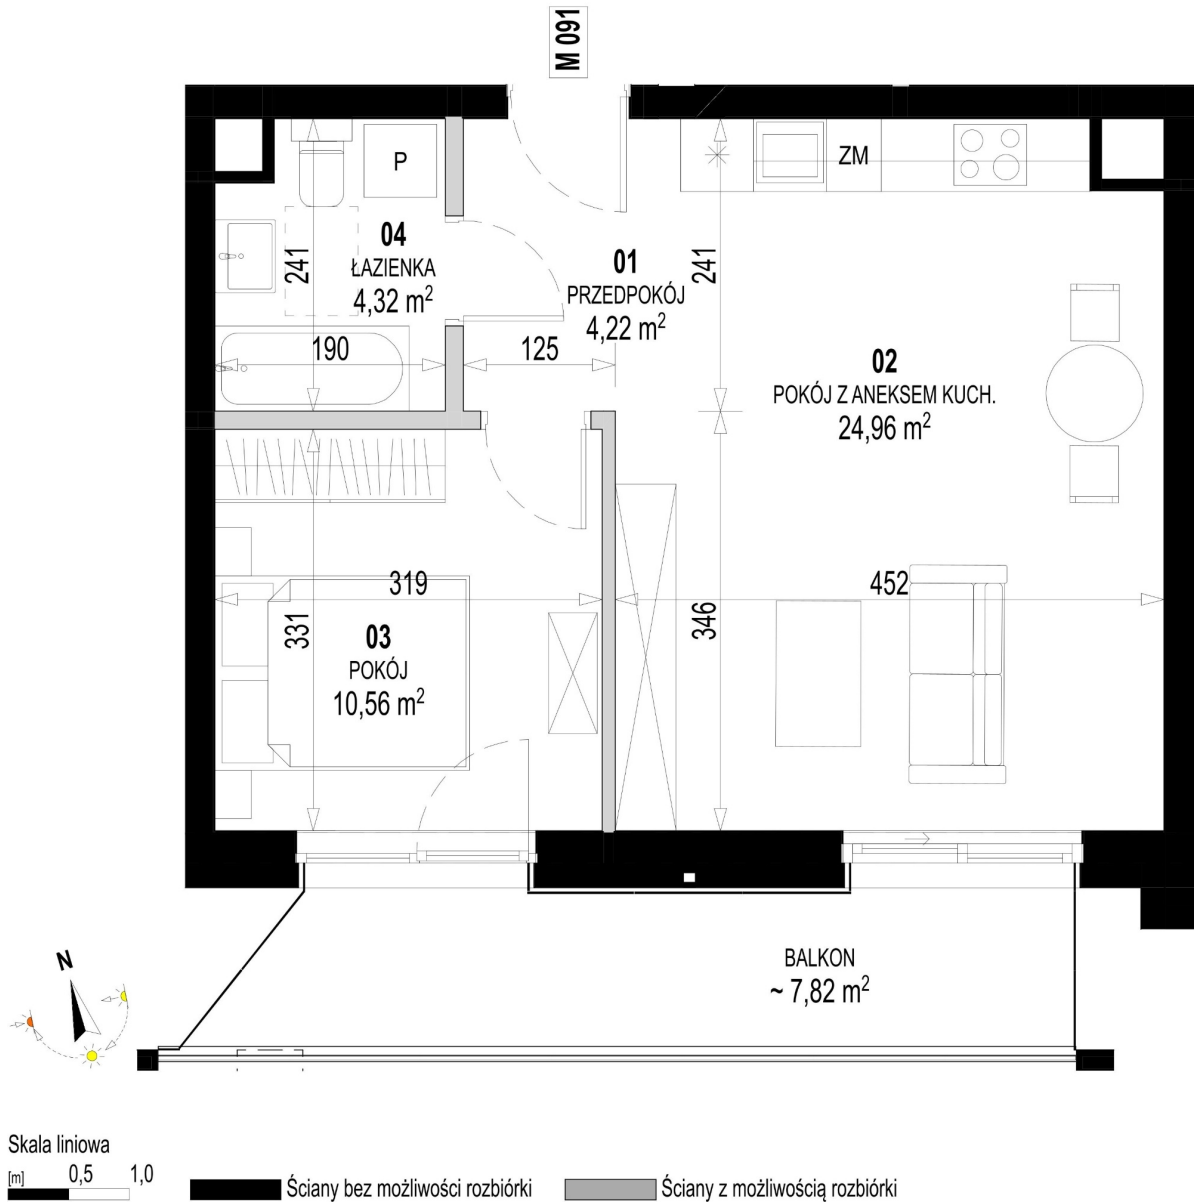 M 091
P
ZM
04
ŁAZIENKA
4,32 m²
241
190
01
PRZEDPOKÓJ
4,22 m²
125
241
02
POKÓJ Z ANEKSEM KUCH.
24,96 m²
319
331
03
POKÓJ
10,56 m²
452
346
BALKON
~ 7,82 m²
N
Skala liniowa
[m] 0,5 1,0
Ściany bez możliwości rozbiórki
Ściany z możliwością rozbiórki